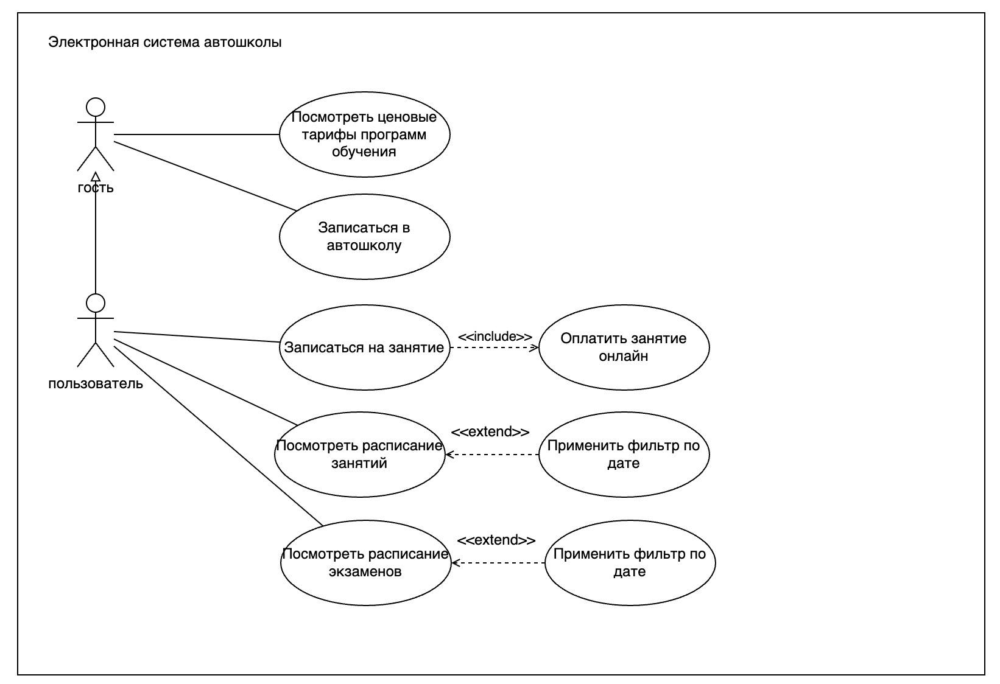 Электронная система автошколы
Посмотреть ценовые
тарифы программ
обучения
гость
Записаться в
автошколу
Записаться на занятие
<<include>>
Оплатить занятие
онлайн
пользователь
Посмотреть расписание
занятий
<<extend>>
Применить фильтр по
дате
Посмотреть расписание
экзаменов
<<extend>>
Применить фильтр по
дате